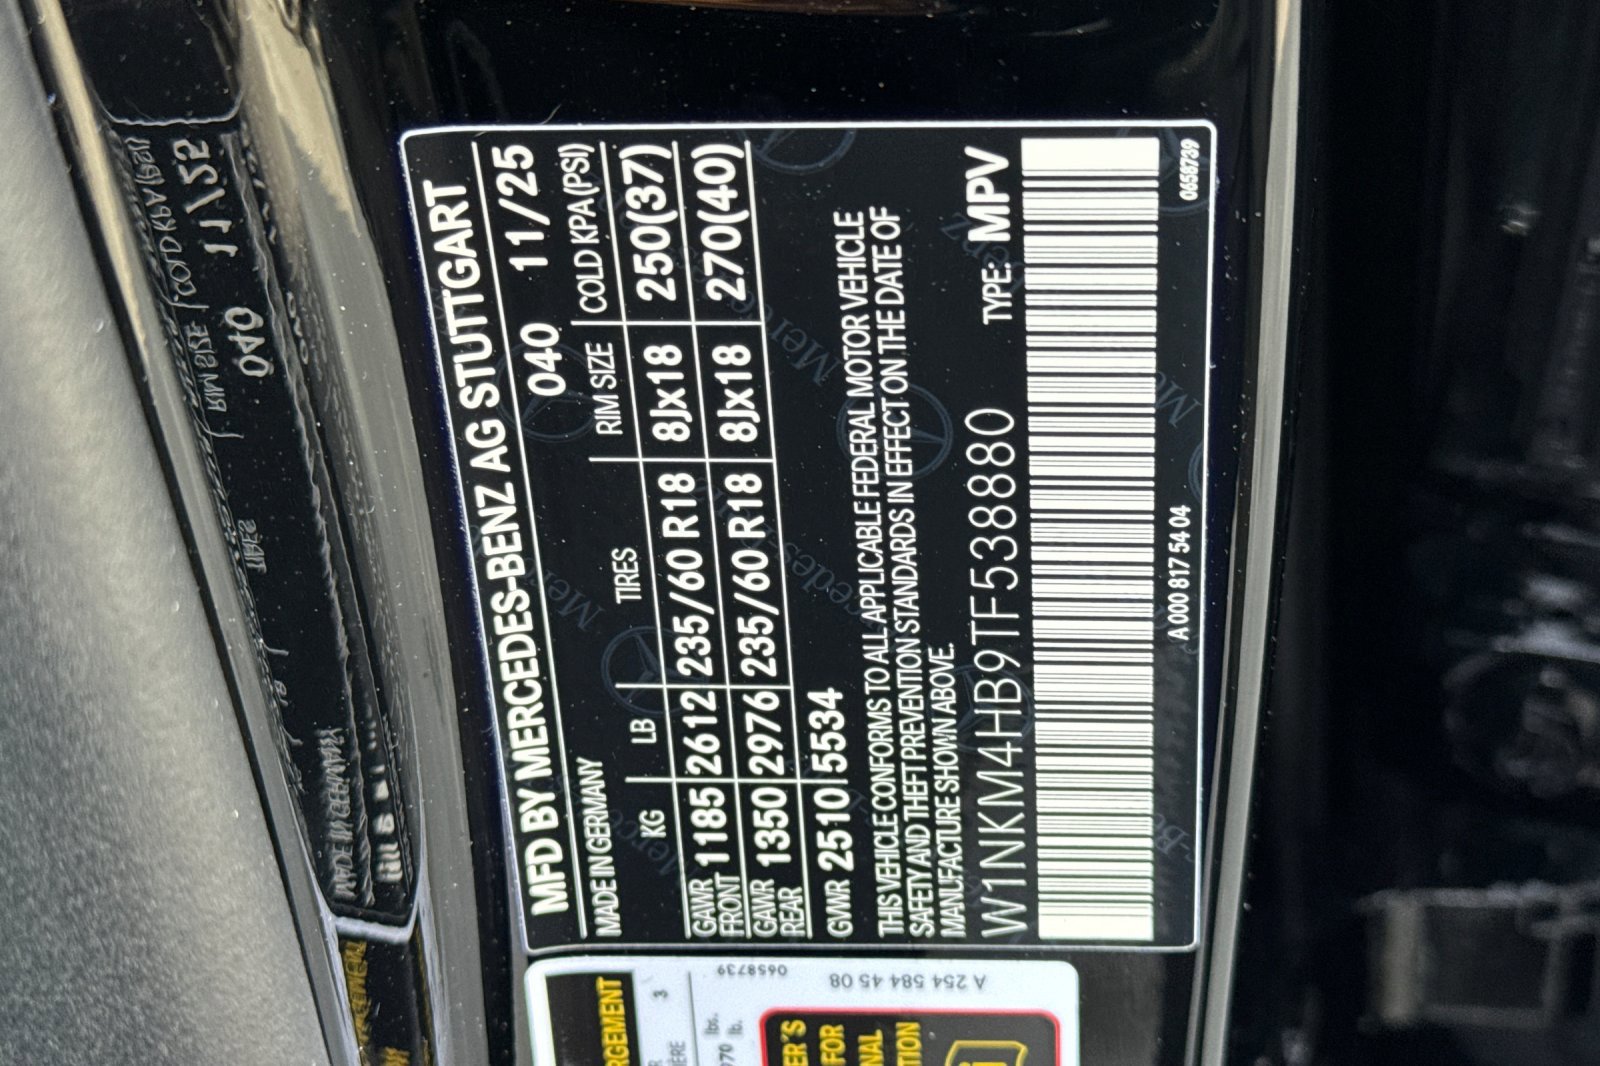 MFD BY MERCEDES-BENZ AG STUTTGART
MADE IN GERMANY 040 11/25
KG LB TIRES RIM SIZE COLD KPA (PSI)
GAWR FRONT 1185 2612 235/60 R18 8Jx18 250(37)
GAWR REAR 1350 2976 235/60 R18 8Jx18 270(40)
GVWR 2510 5534
THIS VEHICLE CONFORMS TO ALL APPLICABLE FEDERAL MOTOR VEHICLE
SAFETY AND THEFT PREVENTION STANDARDS IN EFFECT ON THE DATE OF
MANUFACTURE SHOWN ABOVE.
W1NKM4HB9TF538880 TYPE: MPV
A 000 817 54 04 0658739
0658739
A 254 584 45 08
3
lbs.
lb.
FOR